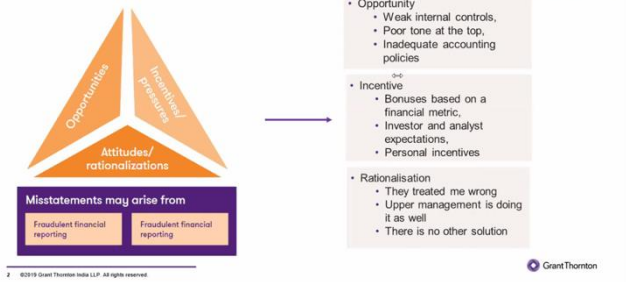 Opportunities
Incentives/
pressures
Attitudes/
rationalizations
Misstatements may arise from
Fraudulent financial
reporting
Fraudulent financial
reporting
• Opportunity
• Weak internal controls,
• Poor tone at the top,
• Inadequate accounting
policies
• Incentive
• Bonuses based on a
financial metric,
• Investor and analyst
expectations,
• Personal incentives
• Rationalisation
• They treated me wrong
• Upper management is doing
it as well
• There is no other solution
2 ©2019 Grant Thornton India LLP. All rights reserved.
Grant Thornton